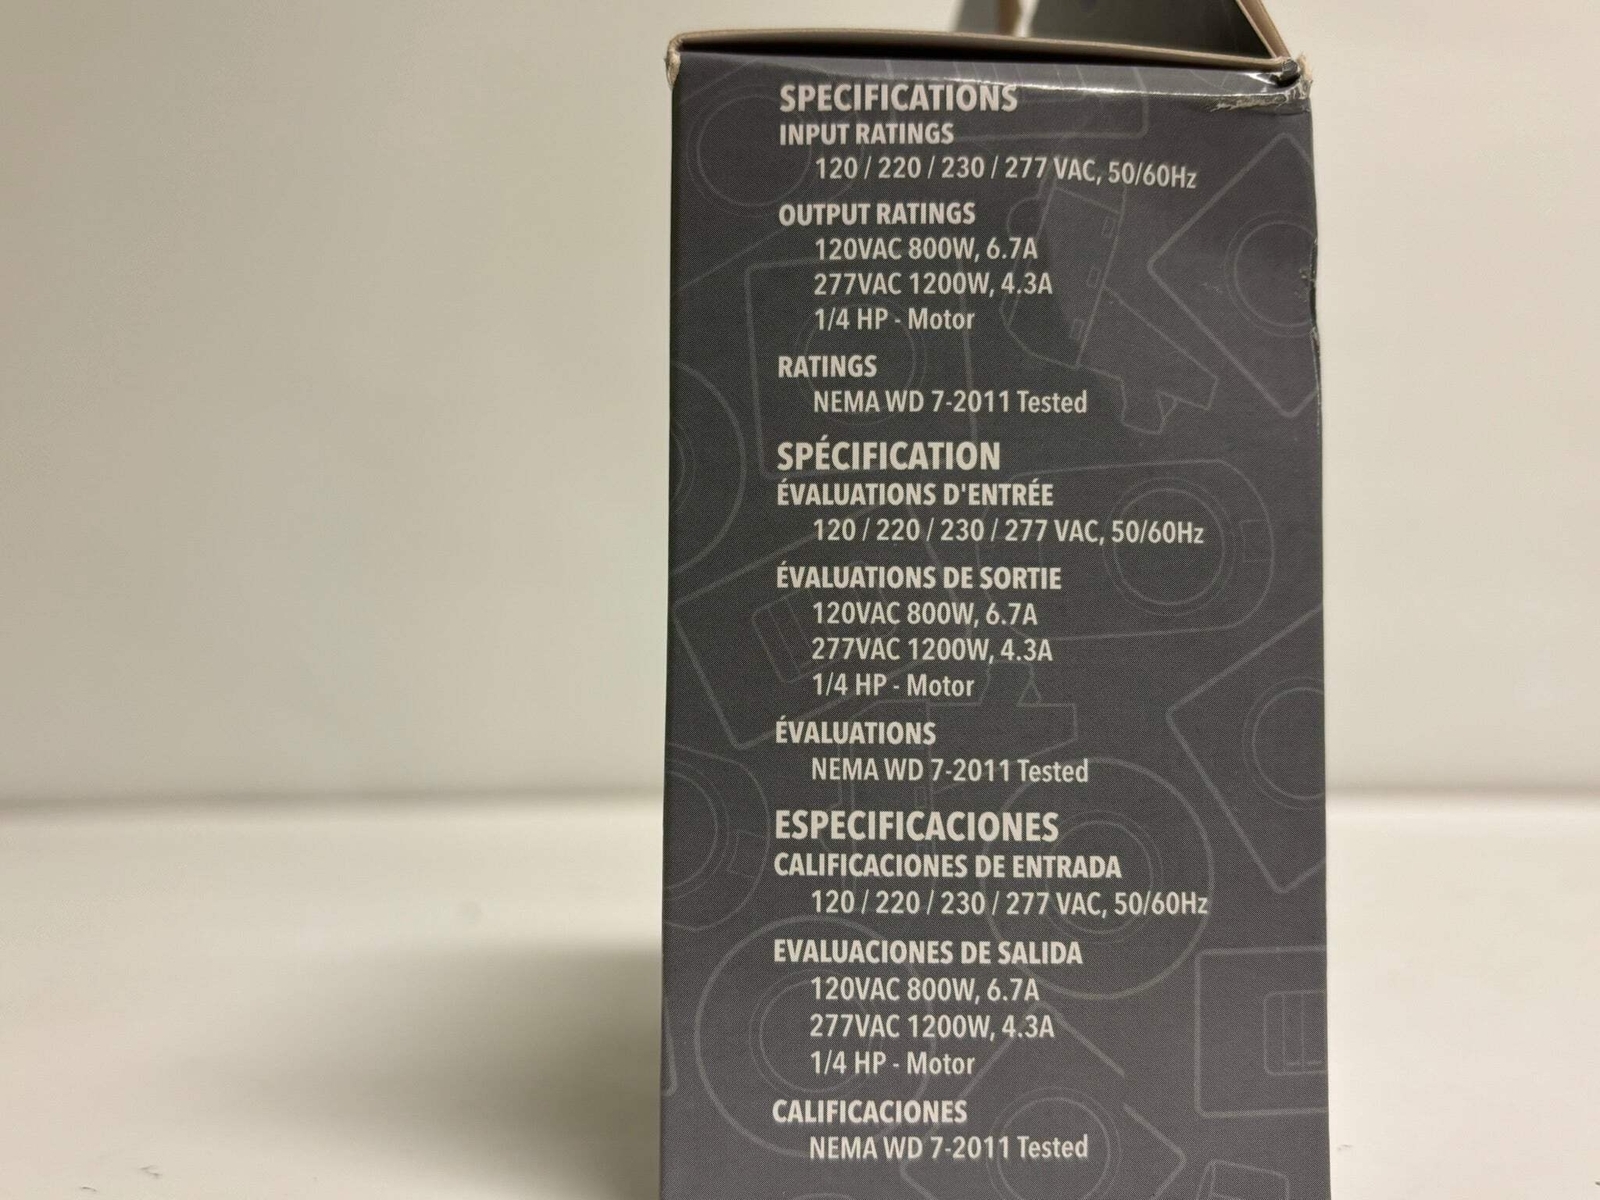 SPECIFICATIONS
INPUT RATINGS
120 / 220 / 230 / 277 VAC, 50/60Hz
OUTPUT RATINGS
120VAC 800W, 6.7A
277VAC 1200W, 4.3A
1/4 HP - Motor
RATINGS
NEMA WD 7-2011 Tested
SPÉCIFICATION
ÉVALUATIONS D'ENTRÉE
120 / 220 / 230 / 277 VAC, 50/60Hz
ÉVALUATIONS DE SORTIE
120VAC 800W, 6.7A
277VAC 1200W, 4.3A
1/4 HP - Motor
ÉVALUATIONS
NEMA WD 7-2011 Tested
ESPECIFICACIONES
CALIFICACIONES DE ENTRADA
120 / 220 / 230 / 277 VAC, 50/60Hz
EVALUACIONES DE SALIDA
120VAC 800W, 6.7A
277VAC 1200W, 4.3A
1/4 HP - Motor
CALIFICACIONES
NEMA WD 7-2011 Tested